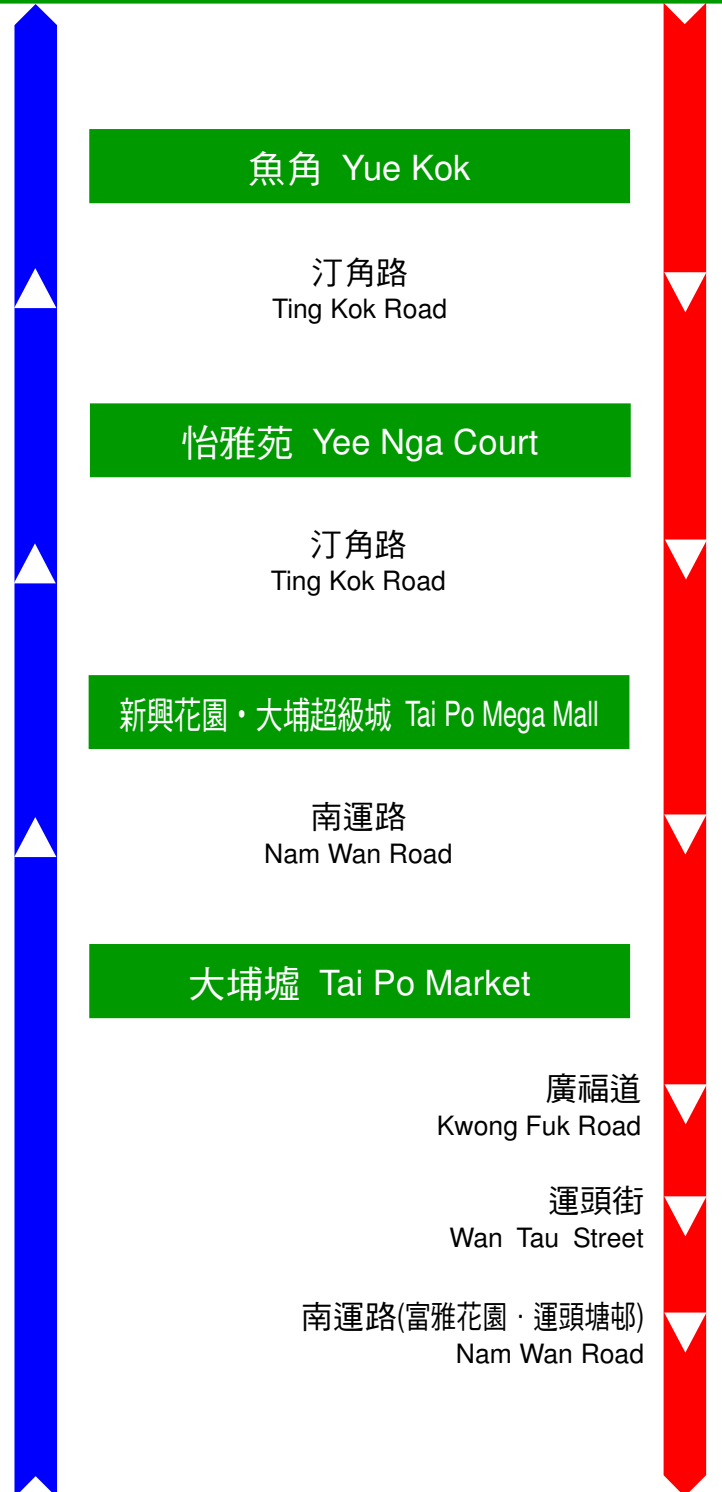 魚角 Yue Kok
汀角路
Ting Kok Road
怡雅苑 Yee Nga Court
汀角路
Ting Kok Road
新興花園・大埔超級城 Tai Po Mega Mall
南運路
Nam Wan Road
大埔墟 Tai Po Market
廣福道
Kwong Fuk Road
運頭街
Wan Tau Street
南運路(富雅花園‧運頭塘邨)
Nam Wan Road